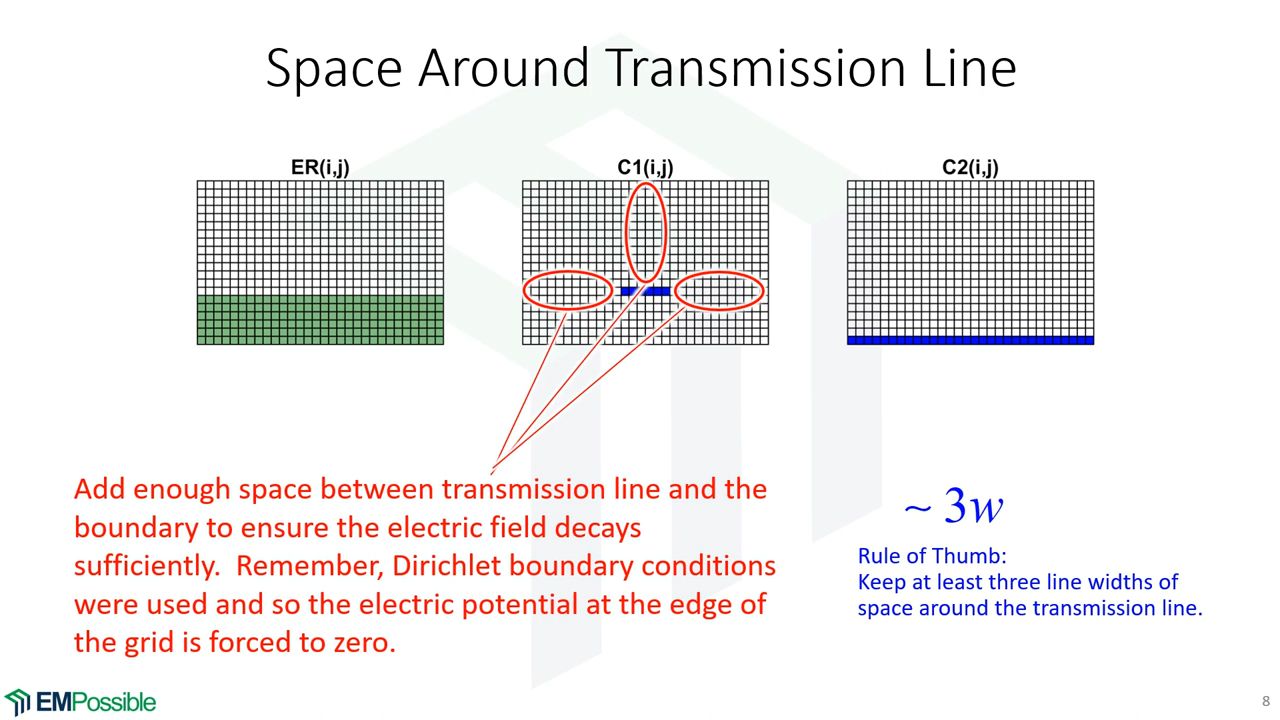 Space Around Transmission Line
ER(i,j)
C1(i,j)
C2(i,j)
Add enough space between transmission line and the
boundary to ensure the electric field decays
sufficiently.  Remember, Dirichlet boundary conditions
were used and so the electric potential at the edge of
the grid is forced to zero.
~ 3w
Rule of Thumb:
Keep at least three line widths of
space around the transmission line.
EMPossible
8